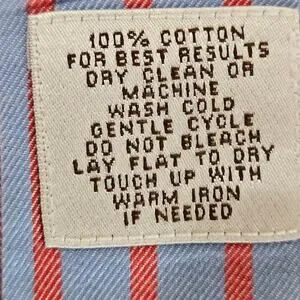 100% COTTON
FOR BEST RESULTS
DRY CLEAN OR
MACHINE
WASH COLD
GENTLE CYCLE
DO NOT BLEACH
LAY FLAT TO DRY
TOUCH UP WITH
WARM IRON
IF NEEDED